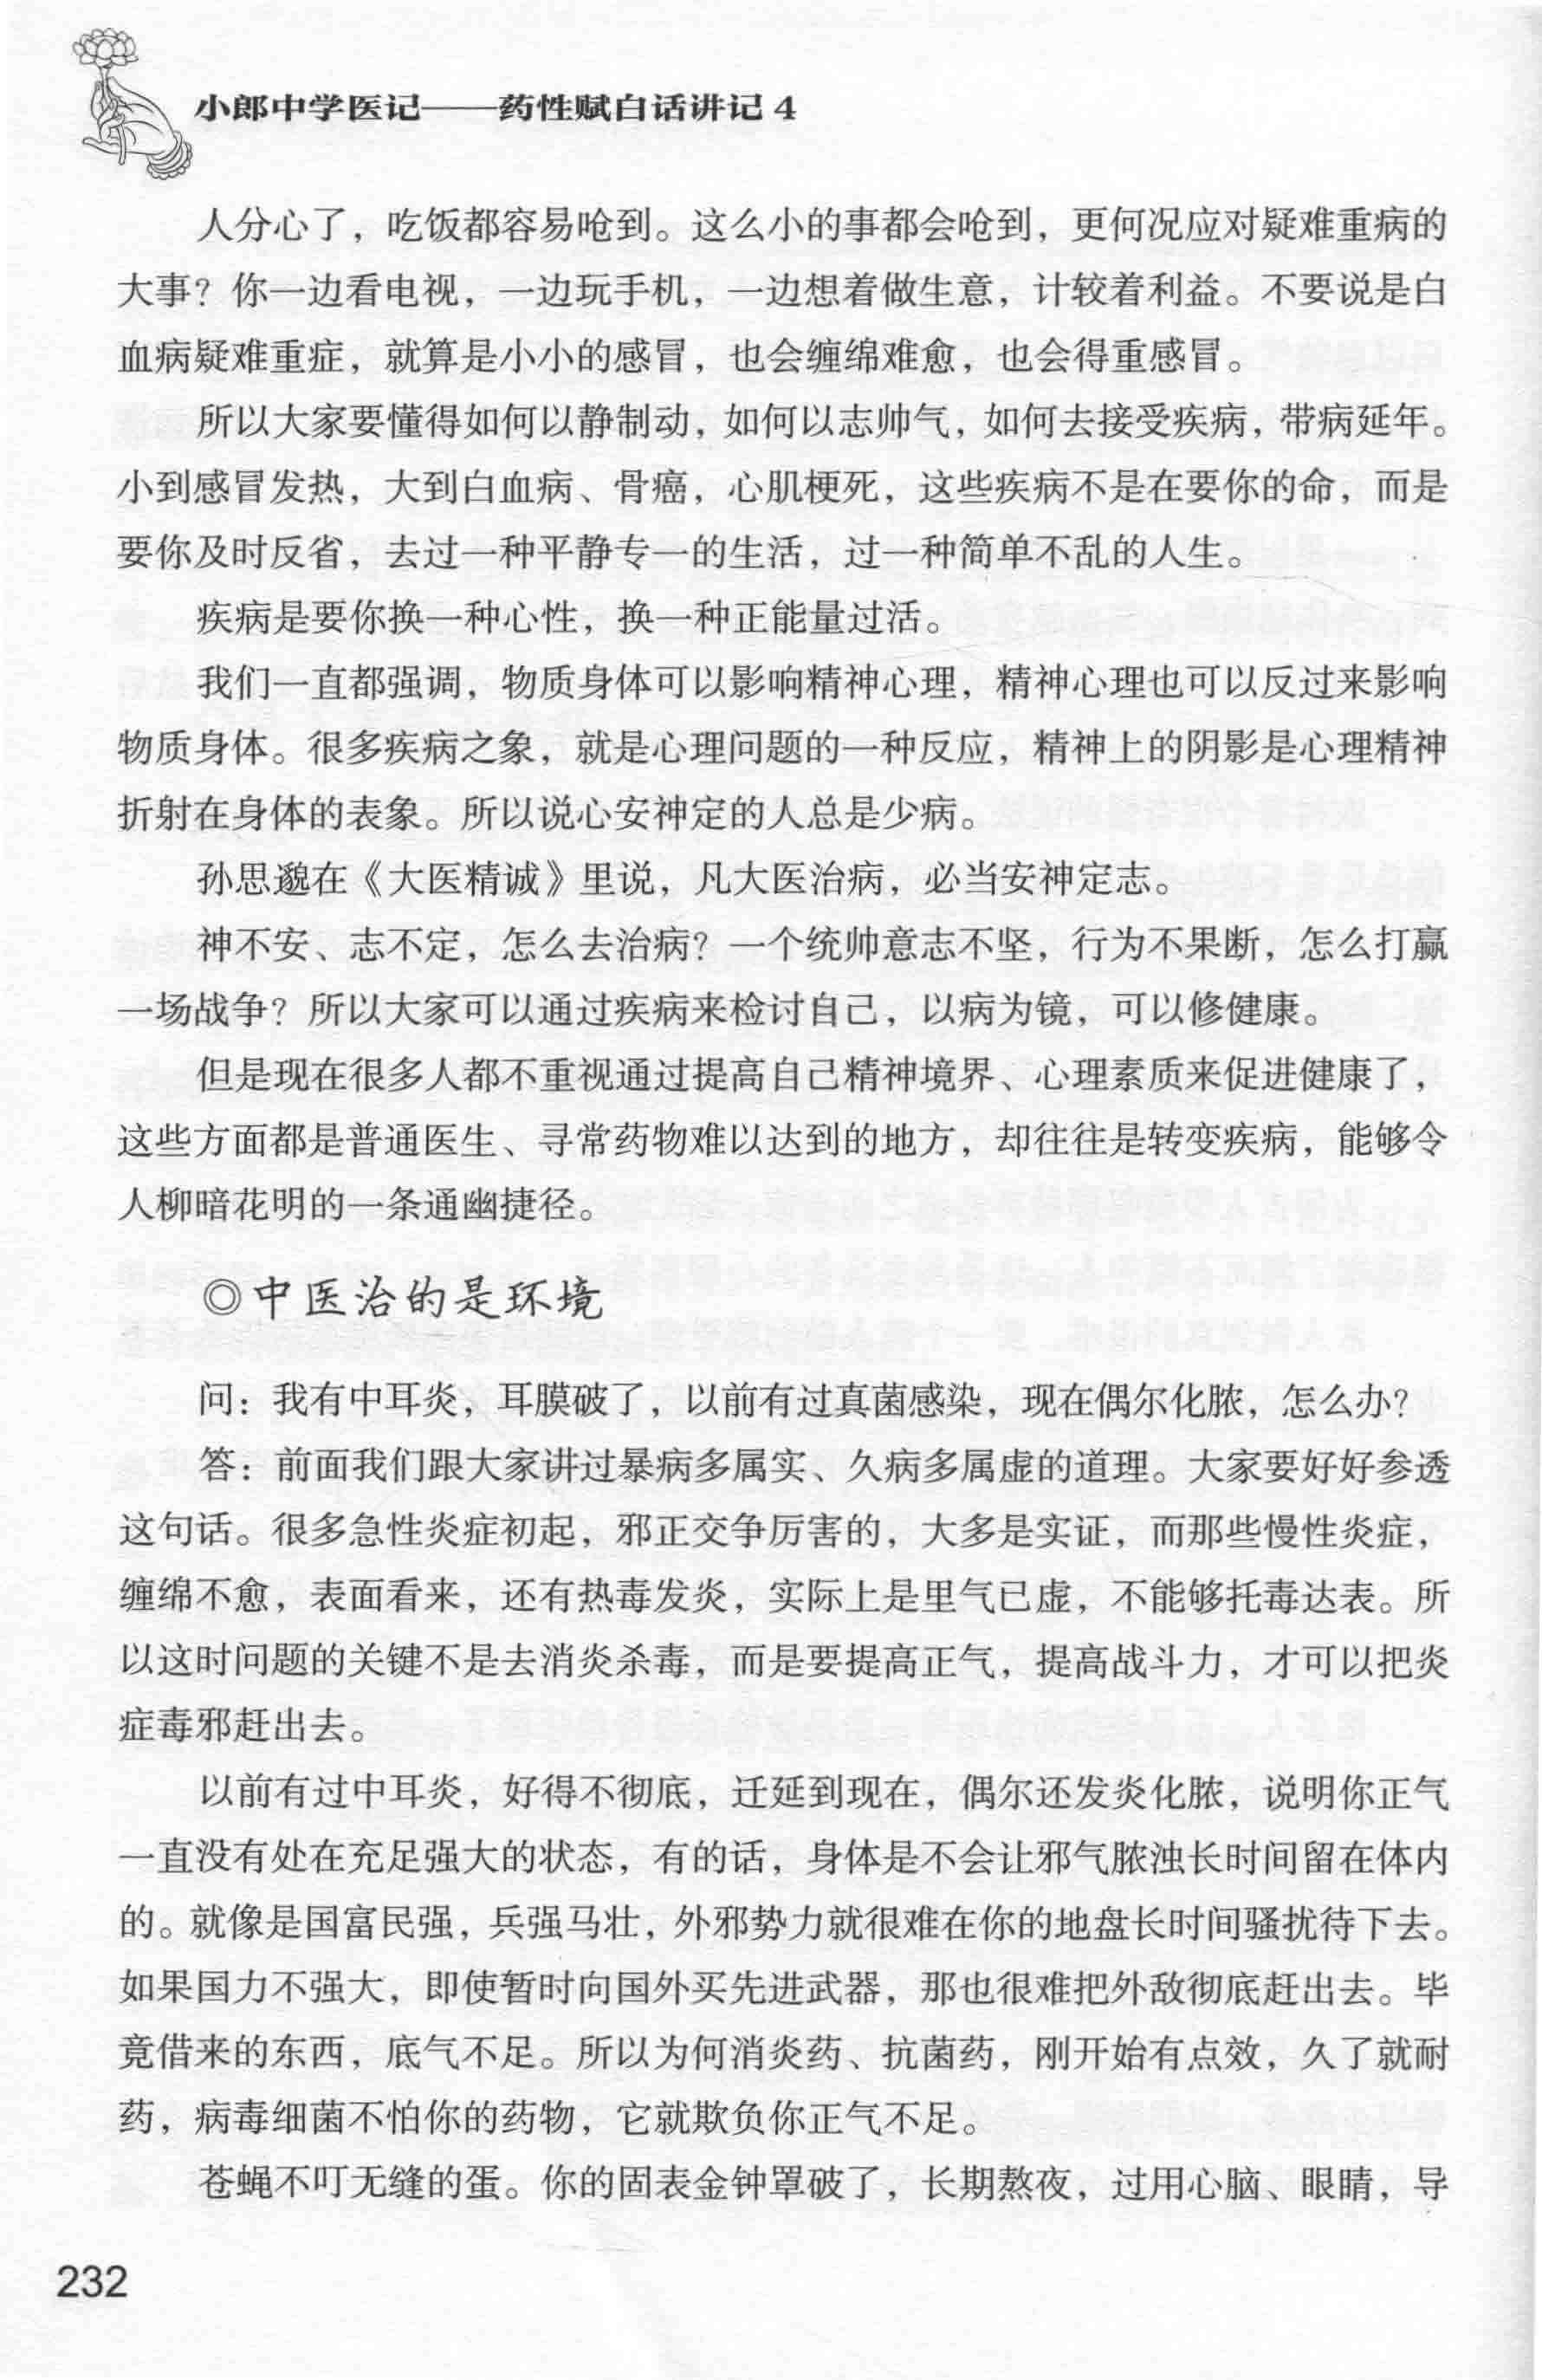 小郎中学医记——药性赋白话讲记 4
人分心了，吃饭都容易呛到。这么小的事都会呛到，更何况应对疑难重病的
大事？你一边看电视，一边玩手机，一边想着做生意，计较着利益。不要说是白
血病疑难重症，就算是小小的感冒，也会缠绵难愈，也会得重感冒。
所以大家要懂得如何以静制动，如何以志帅气，如何去接受疾病，带病延年。
小到感冒发热，大到白血病、骨癌，心肌梗死，这些疾病不是在要你的命，而是
要你及时反省，去过一种平静专一的生活，过一种简单不乱的人生。
疾病是要你换一种心性，换一种正能量过活。
我们一直都强调，物质身体可以影响精神心理，精神心理也可以反过来影响
物质身体。很多疾病之象，就是心理问题的一种反应，精神上的阴影是心理精神
折射在身体的表象。所以说心安神定的人总是少病。
孙思邈在《大医精诚》里说，凡大医治病，必当安神定志。
神不安、志不定，怎么去治病？一个统帅意志不坚，行为不果断，怎么打赢
一场战争？所以大家可以通过疾病来检讨自己，以病为镜，可以修健康。
但是现在很多人都不重视通过提高自己精神境界、心理素质来促进健康了，
这些方面都是普通医生、寻常药物难以达到的地方，却往往是转变疾病，能够令
人柳暗花明的一条通幽捷径。
◎中医治的是环境
问：我有中耳炎，耳膜破了，以前有过真菌感染，现在偶尔化脓，怎么办？
答：前面我们跟大家讲过暴病多属实、久病多属虚的道理。大家要好好参透
这句话。很多急性炎症初起，邪正交争厉害的，大多是实证，而那些慢性炎症，
缠绵不愈，表面看来，还有热毒发炎，实际上是里气已虚，不能够托毒达表。所
以这时问题的关键不是去消炎杀毒，而是要提高正气，提高战斗力，才可以把炎
症毒邪赶出去。
以前有过中耳炎，好得不彻底，迁延到现在，偶尔还发炎化脓，说明你正气
一直没有处在充足强大的状态，有的话，身体是不会让邪气脓浊长时间留在体内
的。就像是国富民强，兵强马壮，外邪势力就很难在你的地盘长时间骚扰待下去。
如果国力不强大，即使暂时向国外买先进武器，那也很难把外敌彻底赶出去。毕
竟借来的东西，底气不足。所以为何消炎药、抗菌药，刚开始有点效，久了就耐
药，病毒细菌不怕你的药物，它就欺负你正气不足。
苍蝇不叮无缝的蛋。你的固表金钟罩破了，长期熬夜，过用心脑、眼睛，导
232